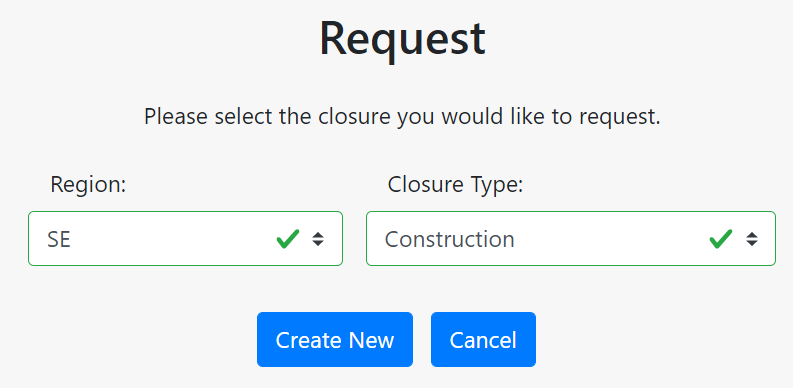 Request
Please select the closure you would like to request.
Region: Closure Type:
SE Construction
Create New Cancel